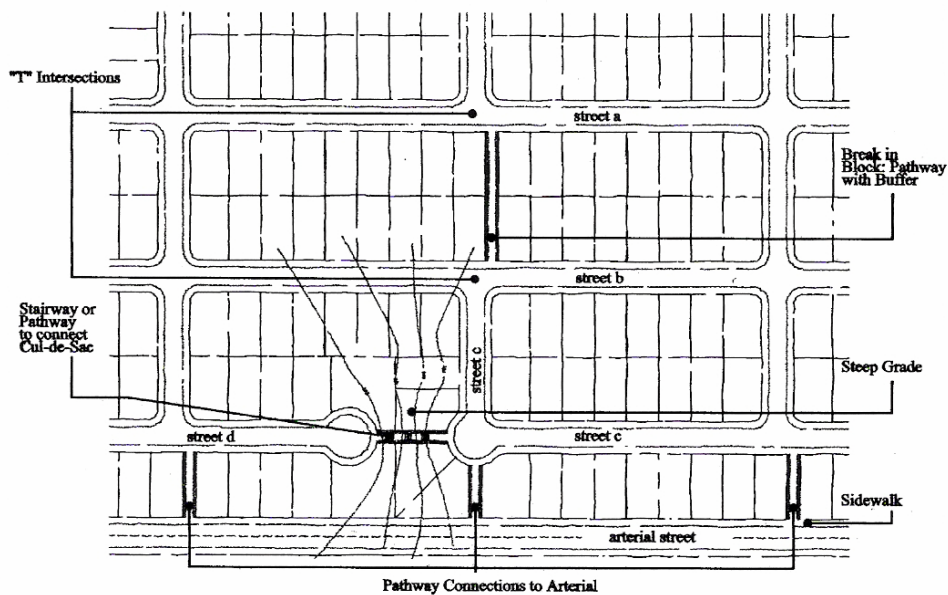 "T" Intersections
street a
Break in
Block: Pathway
with Buffer
street b
Stairway or
Pathway
to connect
Cul-de-Sac
street c
Steep Grade
street d
street c
Sidewalk
arterial street
Pathway Connections to Arterial